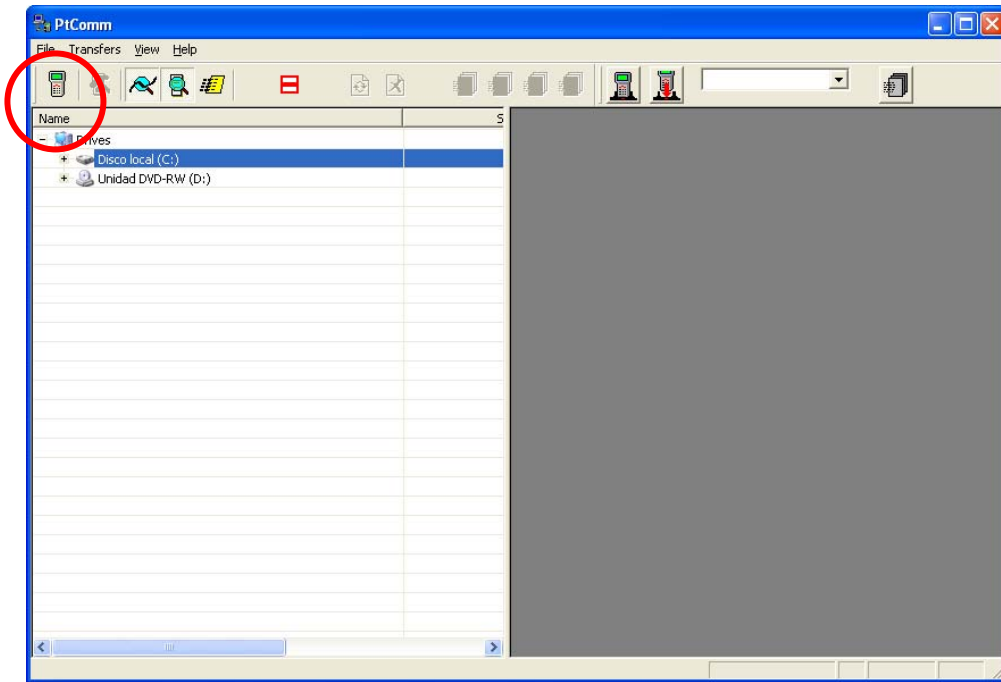 PtComm
File Transfers View Help
Name S
Drives
Disco local (C:)
Unidad DVD-RW (D:)